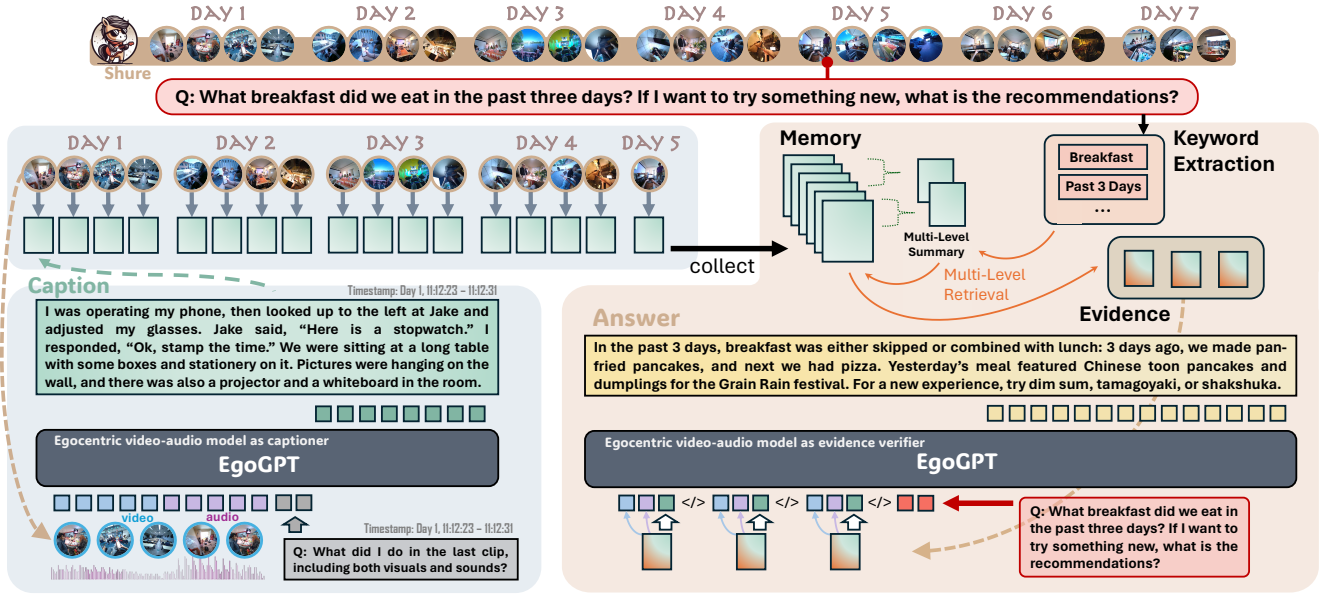 DAY 1 DAY 2 DAY 3 DAY 4 DAY 5 DAY 6 DAY 7
Shure
Q: What breakfast did we eat in the past three days? If I want to try something new, what is the recommendations?
DAY 1 DAY 2 DAY 3 DAY 4 DAY 5
collect
Memory
Multi-Level
Summary
Keyword
Extraction
Breakfast
Past 3 Days
...
Multi-Level
Retrieval
Evidence
Caption
Timestamp: Day 1, 11:12:23 – 11:12:31
I was operating my phone, then looked up to the left at Jake and
adjusted my glasses. Jake said, “Here is a stopwatch.” I
responded, “Ok, stamp the time.” We were sitting at a long table
with some boxes and stationery on it. Pictures were hanging on the
wall, and there was also a projector and a whiteboard in the room.
Egocentric video-audio model as captioner
EgoGPT
video audio
Timestamp: Day 1, 11:12:23 – 11:12:31
Q: What did I do in the last clip,
including both visuals and sounds?
Answer
In the past 3 days, breakfast was either skipped or combined with lunch: 3 days ago, we made pan-
fried pancakes, and next we had pizza. Yesterday’s meal featured Chinese toon pancakes and
dumplings for the Grain Rain festival. For a new experience, try dim sum, tamagoyaki, or shakshuka.
Egocentric video-audio model as evidence verifier
EgoGPT
</> </> </>
Q: What breakfast did we eat in
the past three days? If I want to
try something new, what is the
recommendations?